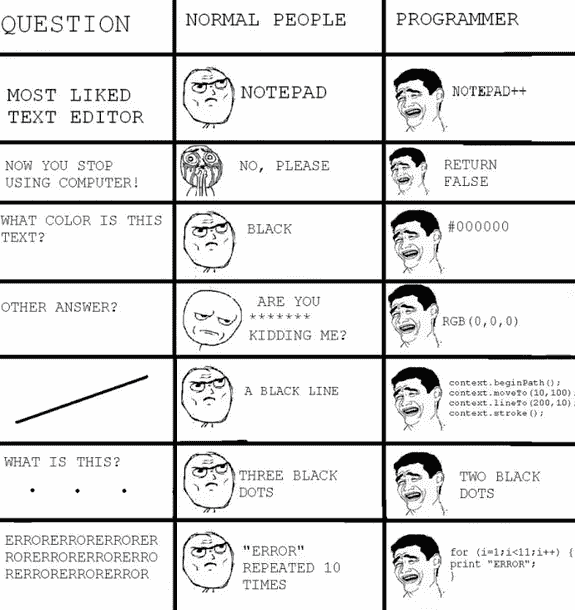 QUESTION
NORMAL PEOPLE
PROGRAMMER
MOST LIKED
TEXT EDITOR
NOTEPAD
NOTEPAD++
NOW YOU STOP
USING COMPUTER!
NO, PLEASE
RETURN
FALSE
WHAT COLOR IS THIS
TEXT?
BLACK
#000000
OTHER ANSWER?
ARE YOU
*******
KIDDING ME?
RGB(0,0,0)
A BLACK LINE
context.beginPath();
context.moveTo(10,100);
context.lineTo(200,10);
context.stroke();
WHAT IS THIS?
. . .
THREE BLACK
DOTS
TWO BLACK
DOTS
ERRORERRORERRORER
RORERRORERRORERRO
RERRORERRORERROR
"ERROR"
REPEATED 10
TIMES
for (i=1;i<11;i++) {
print "ERROR";
}